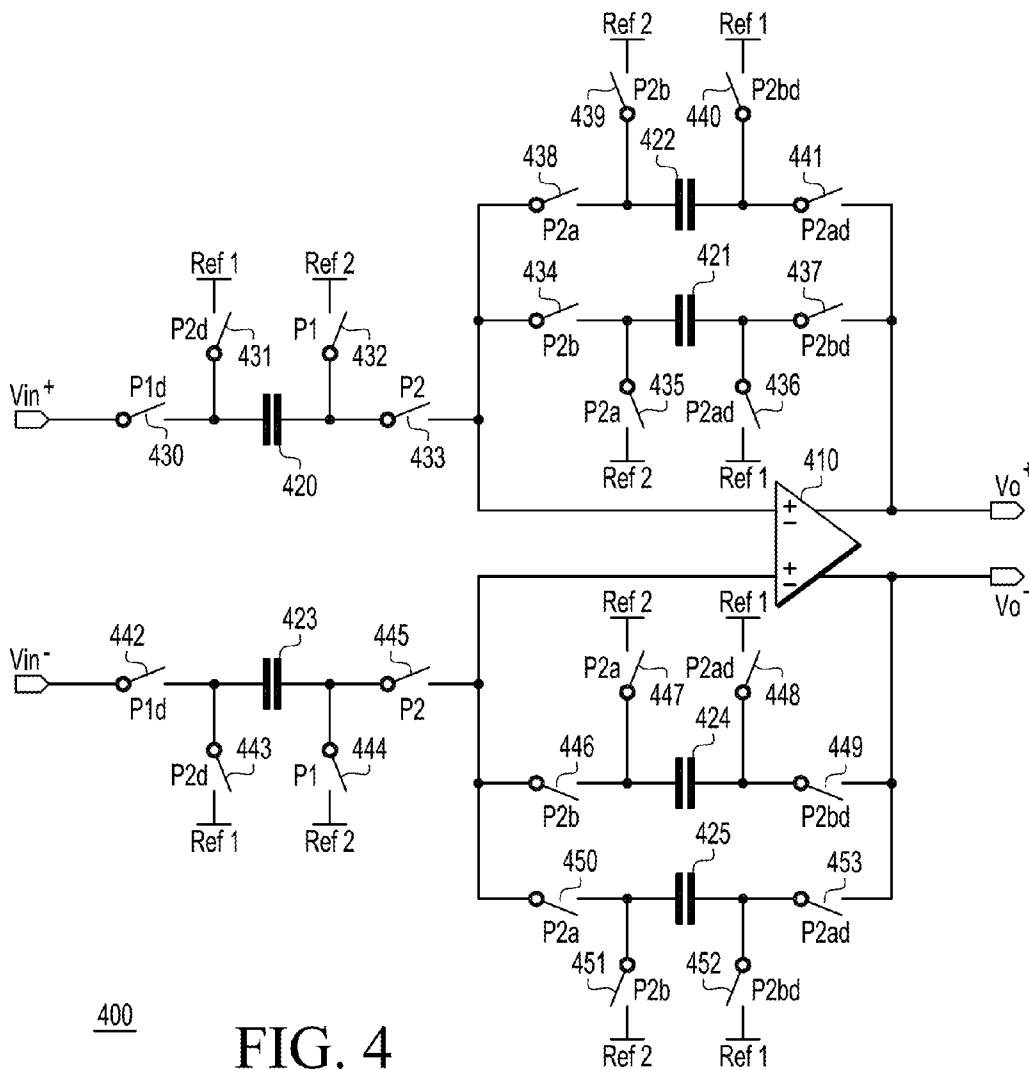 Ref 2 Ref 1
P2b P2bd
439 440
422
438 441
P2a P2ad
Ref 1 Ref 2 434 421 437
P2d P1 P2b P2bd
431 432 435 436
Vin+ P1d P2 P2a P2ad
430 420 433 Ref 2 Ref 1
410
+
− Vo+
+
− Vo-
Ref 2 Ref 1
Vin- 442 423 445 P2a P2ad
447 448
P1d P2 424
443 444 446 449
P2d P1 P2b P2bd
Ref 1 Ref 2 425
450 453
P2a P2ad
451 P2b 452 P2bd
400 FIG. 4 Ref 2 Ref 1